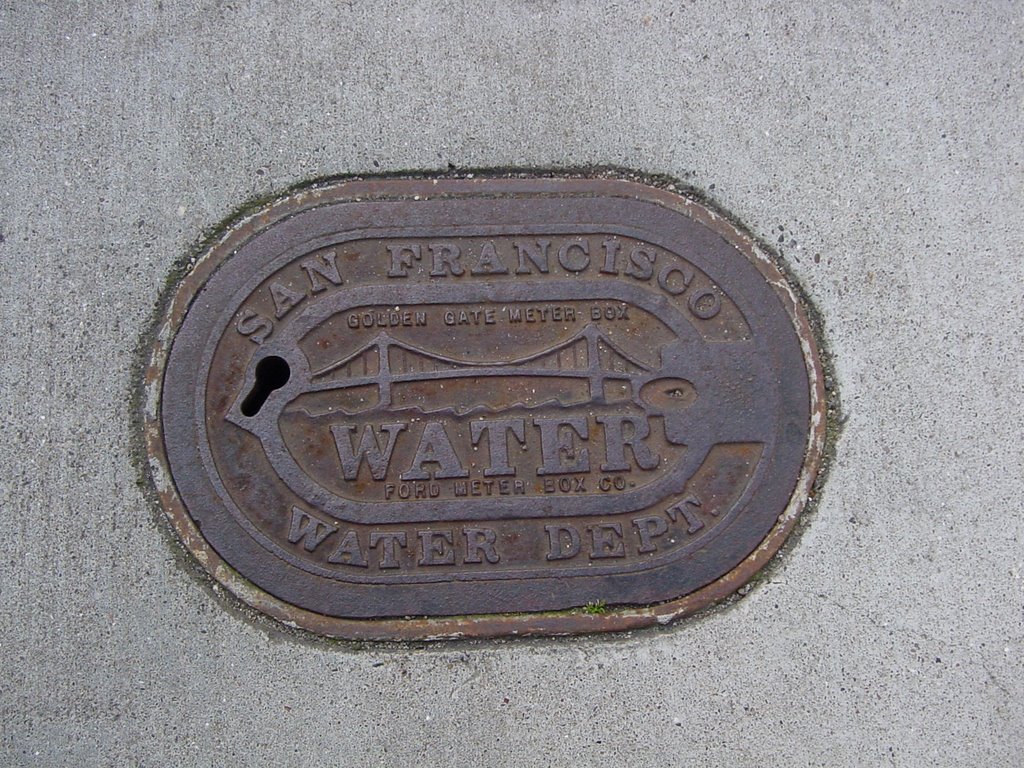 SAN FRANCISCO
GOLDEN GATE METER BOX
WATER
FORD METER BOX CO.
WATER DEPT.